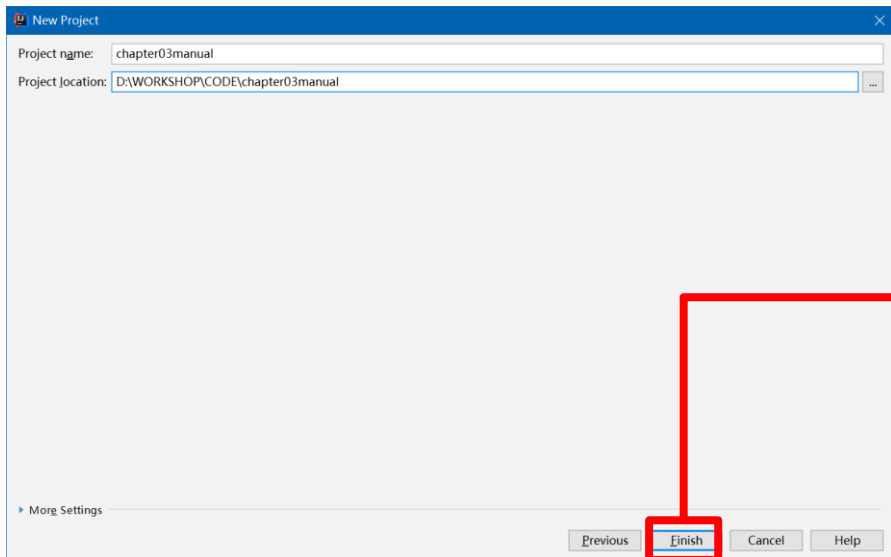 New Project
Project name: chapter03manual
Project location: D:\WORKSHOP\CODE\chapter03manual ...
More Settings
Previous Finish Cancel Help